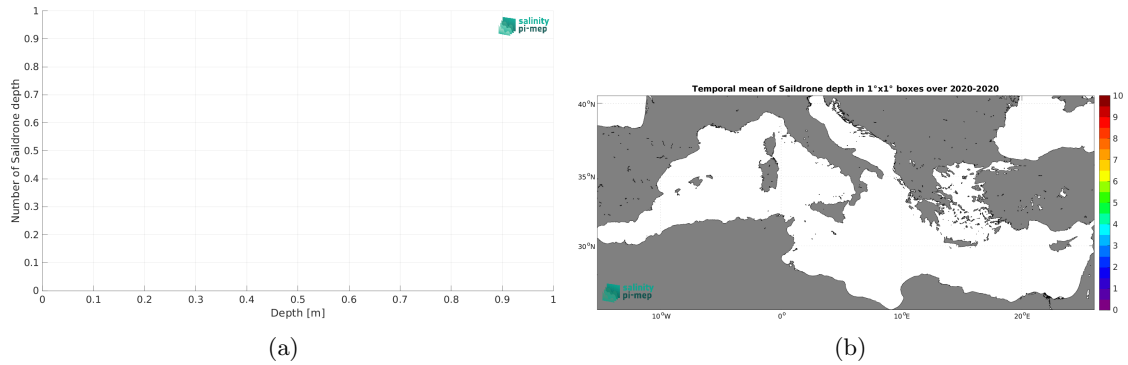 1
0.9
0.8
0.7
0.6
0.5
0.4
0.3
0.2
0.1
0
Number of Saildrone depth
0 0.1 0.2 0.3 0.4 0.5 0.6 0.7 0.8 0.9 1
Depth [m]
salinity
pi-mep
(a)
Temporal mean of Saildrone depth in 1°x1° boxes over 2020-2020
40°N
35°N
30°N
10°W 0° 10°E 20°E
salinity
pi-mep
10
9
8
7
6
5
4
3
2
1
0
(b)